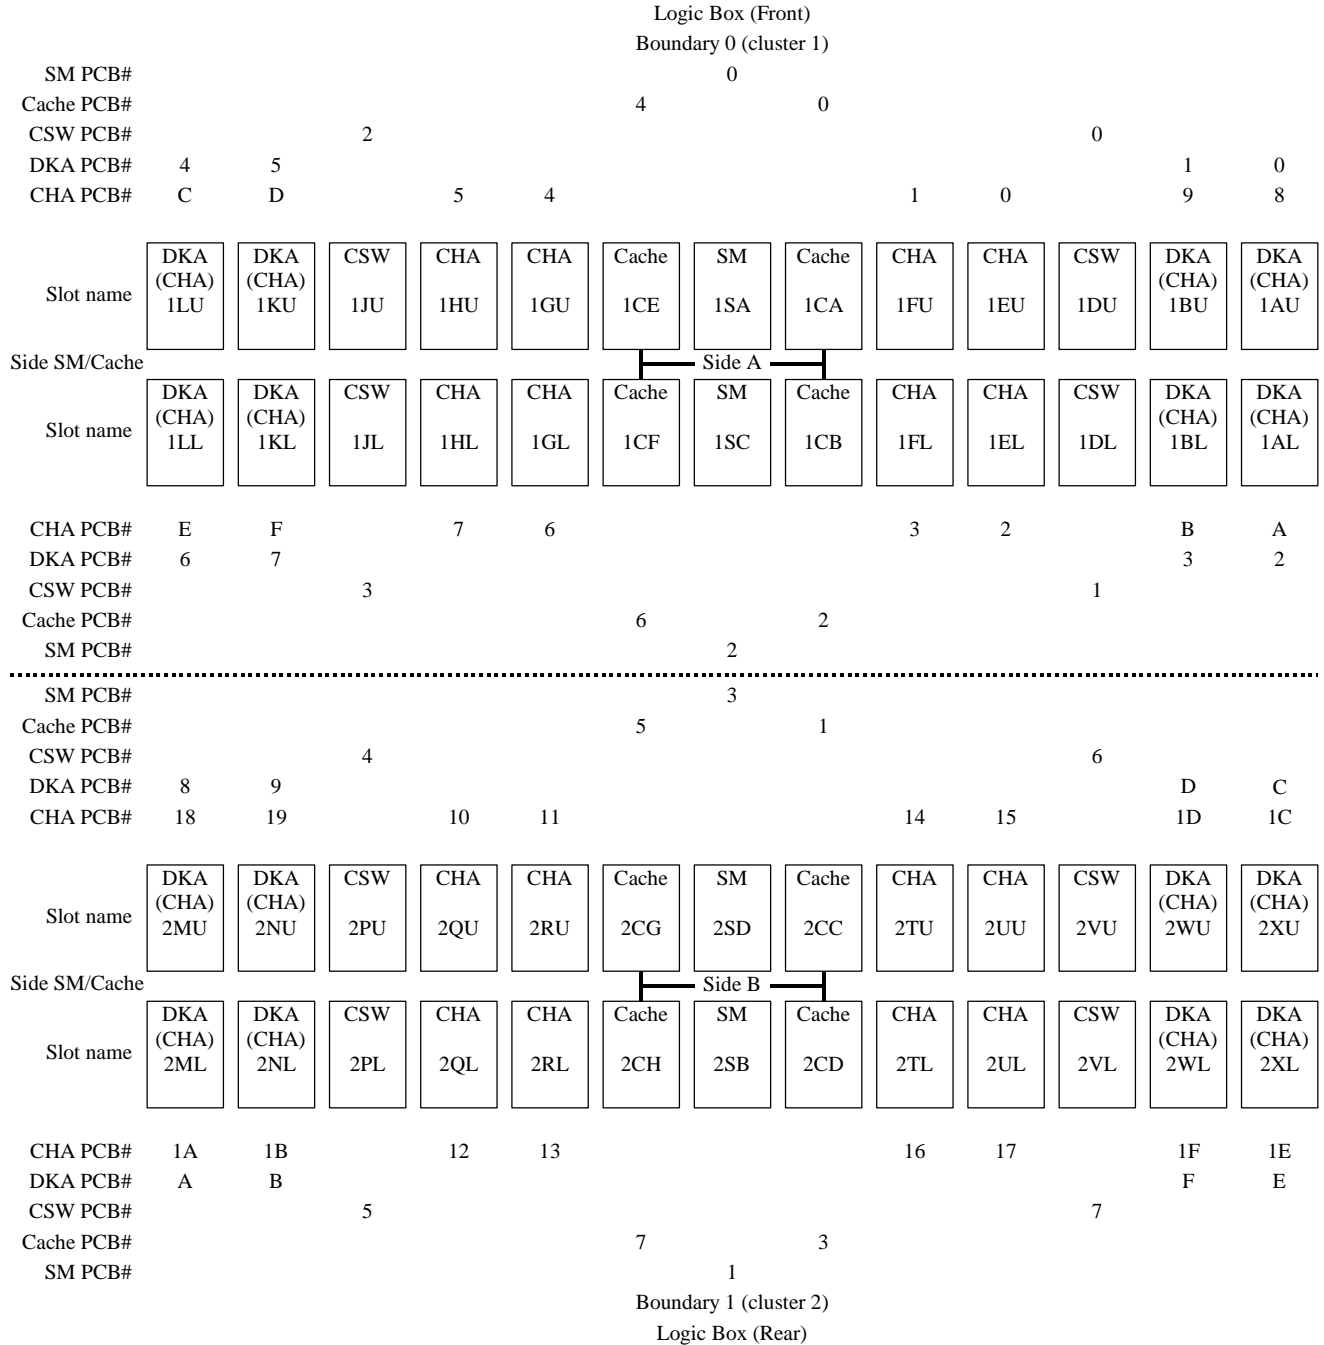 Logic Box (Front)
Boundary 0 (cluster 1)
SM PCB# 0
Cache PCB# 4 0
CSW PCB# 2 0
DKA PCB# 4 5 1 0
CHA PCB# C D 5 4 1 0 9 8
DKA DKA CSW CHA CHA Cache SM Cache CHA CHA CSW DKA DKA
(CHA) (CHA) (CHA) (CHA)
Slot name 1LU 1KU 1JU 1HU 1GU 1CE 1SA 1CA 1FU 1EU 1DU 1BU 1AU
Side SM/Cache Side A
DKA DKA CSW CHA CHA Cache SM Cache CHA CHA CSW DKA DKA
(CHA) (CHA) (CHA) (CHA)
Slot name 1LL 1KL 1JL 1HL 1GL 1CF 1SC 1CB 1FL 1EL 1DL 1BL 1AL
CHA PCB# E F 7 6 3 2 B A
DKA PCB# 6 7 3 2
CSW PCB# 3 1
Cache PCB# 6 2
SM PCB# 2
SM PCB# 3
Cache PCB# 5 1
CSW PCB# 4 6
DKA PCB# 8 9 D C
CHA PCB# 18 19 10 11 14 15 1D 1C
DKA DKA CSW CHA CHA Cache SM Cache CHA CHA CSW DKA DKA
(CHA) (CHA) (CHA) (CHA)
Slot name 2MU 2NU 2PU 2QU 2RU 2CG 2SD 2CC 2TU 2UU 2VU 2WU 2XU
Side SM/Cache Side B
DKA DKA CSW CHA CHA Cache SM Cache CHA CHA CSW DKA DKA
(CHA) (CHA) (CHA) (CHA)
Slot name 2ML 2NL 2PL 2QL 2RL 2CH 2SB 2CD 2TL 2UL 2VL 2WL 2XL
CHA PCB# 1A 1B 12 13 16 17 1F 1E
DKA PCB# A B F E
CSW PCB# 5 7
Cache PCB# 7 3
SM PCB# 1
Boundary 1 (cluster 2)
Logic Box (Rear)